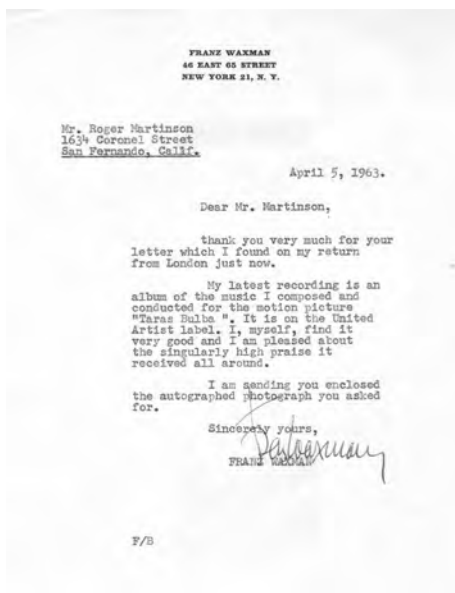 FRANZ WAXMAN
46 EAST 65 STREET
NEW YORK 21, N. Y.
Mr. Roger Martinson
1634 Coronel Street
San Fernando, Calif.
April 5, 1963.
Dear Mr. Martinson,
thank you very much for your
letter which I found on my return
from London just now.
My latest recording is an
album of the music I composed and
conducted for the motion picture
"Taras Bulba ". It is on the United
Artist label. I, myself, find it
very good and I am pleased about
the singularly high praise it
received all around.
I am sending you enclosed
the autographed photograph you asked
for.
Sincerely yours,
FranzWaxman
FRANZ WAXMAN
F/B